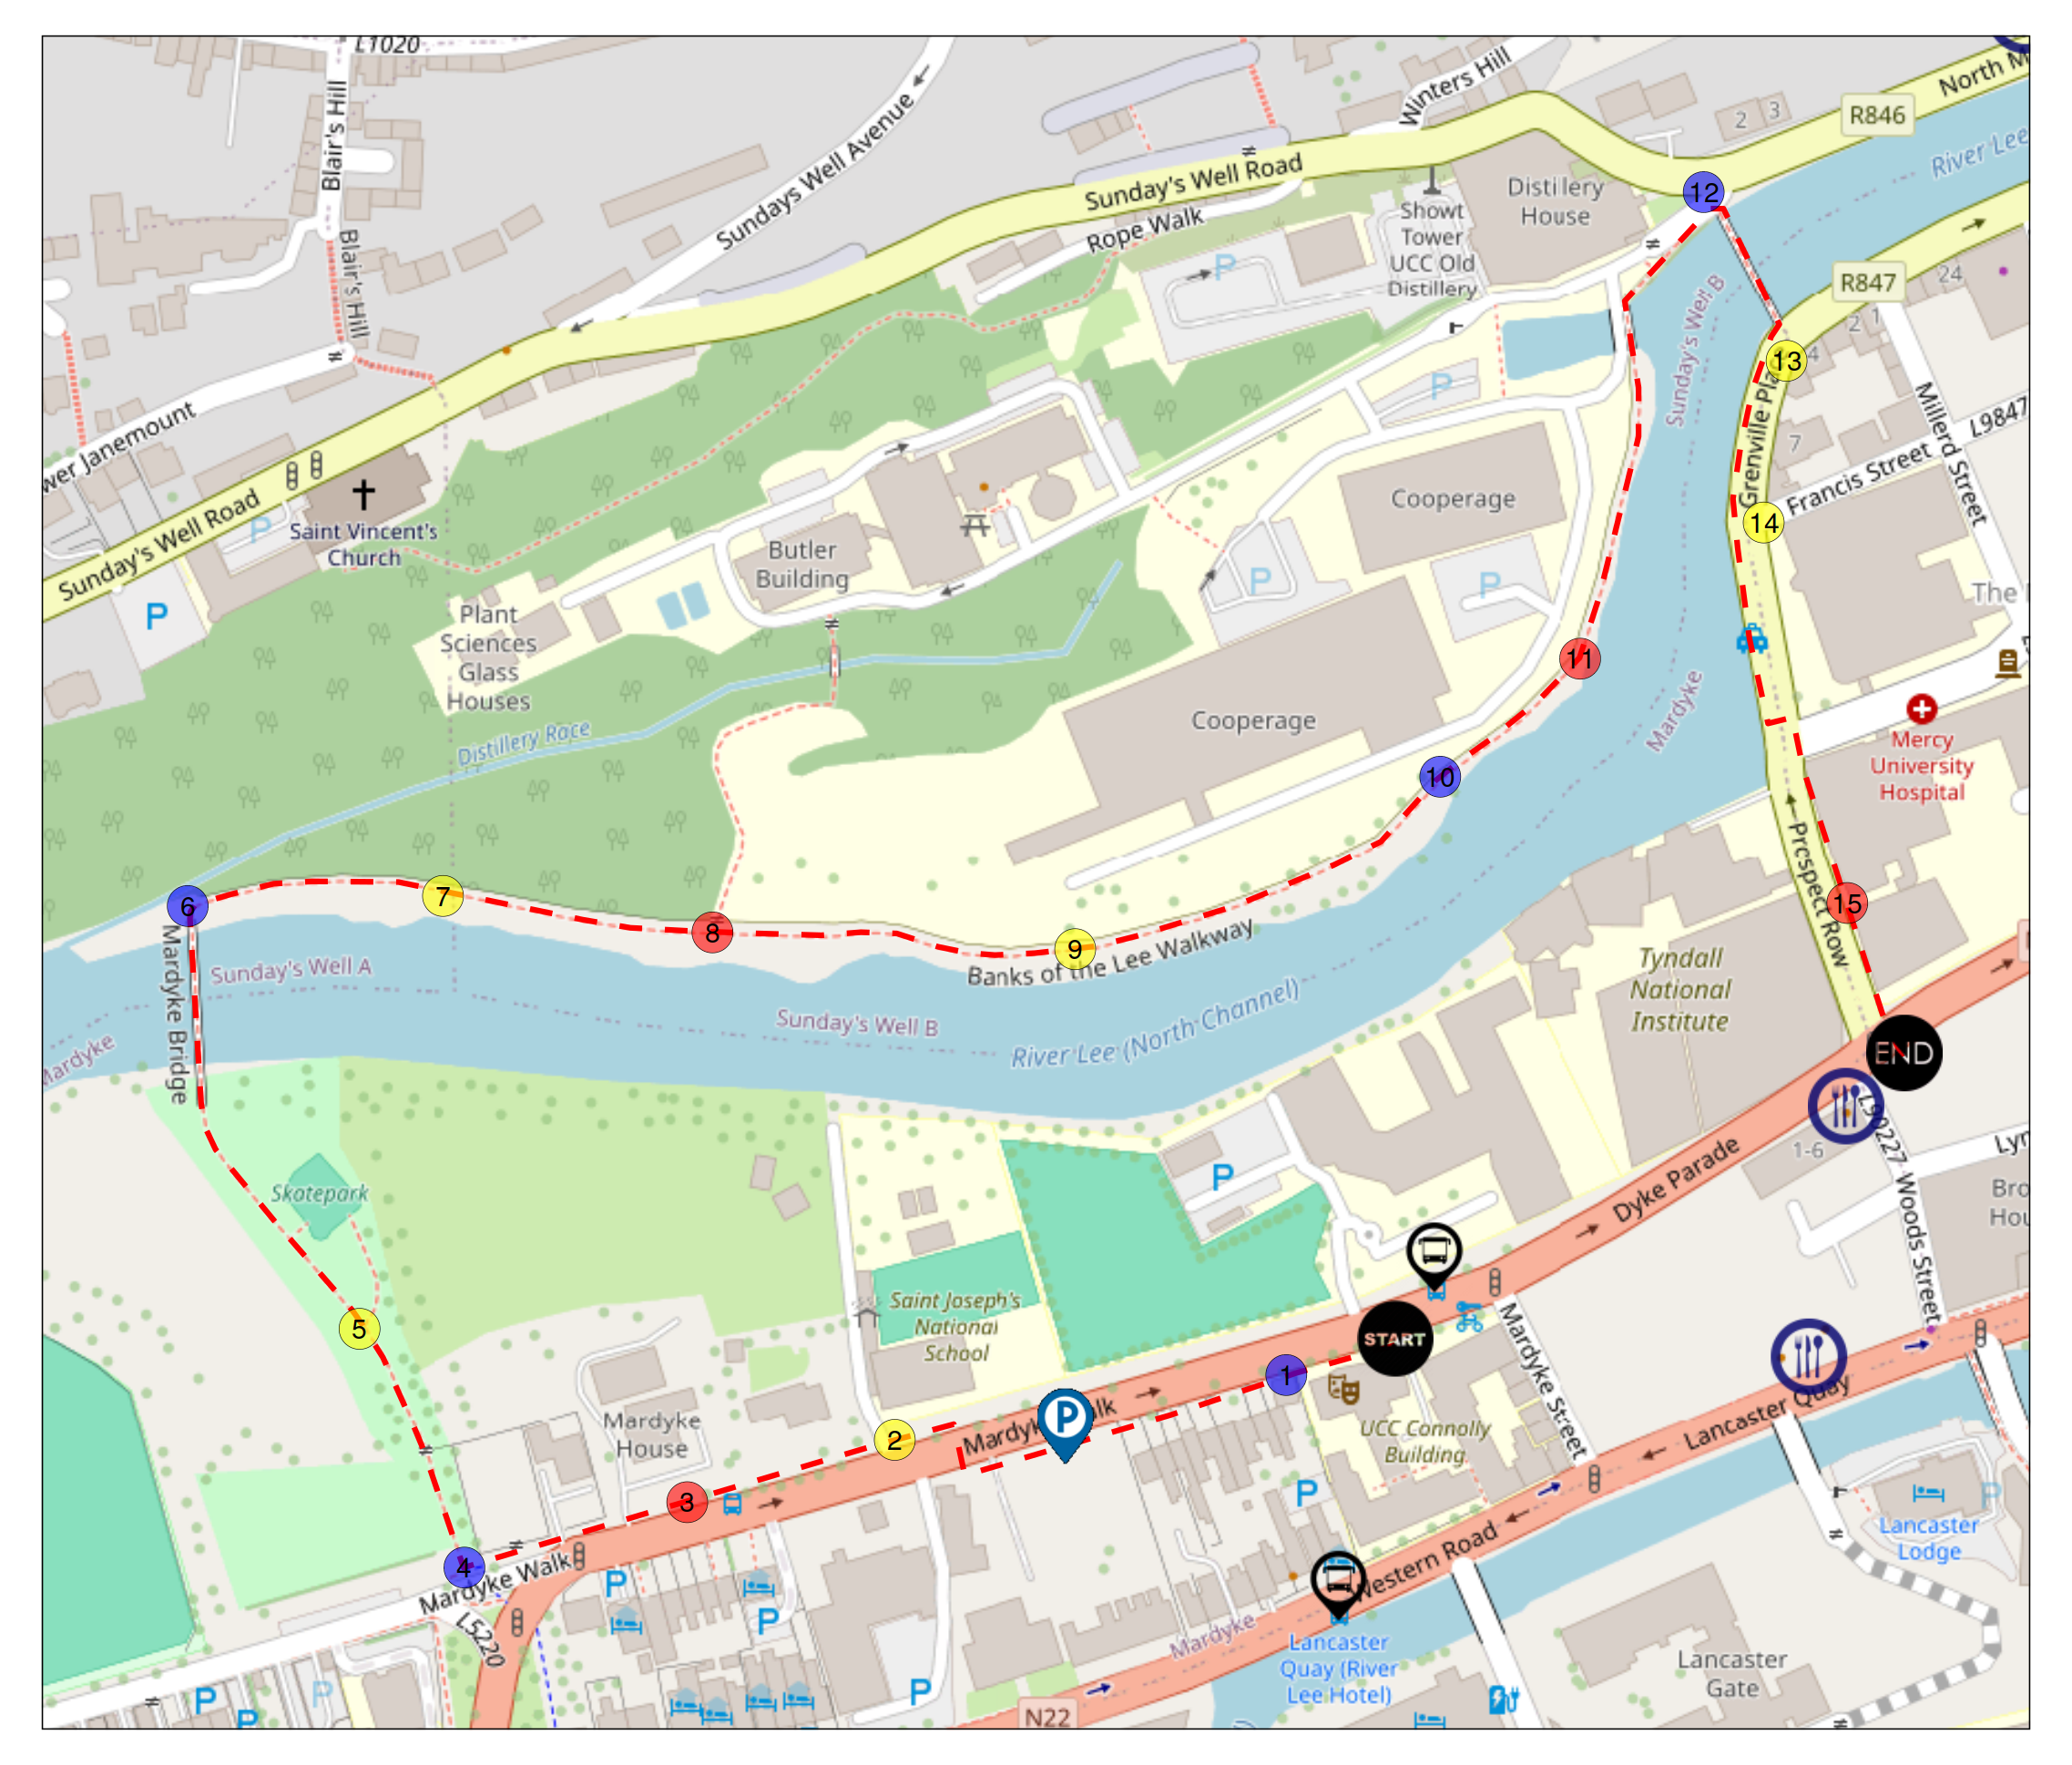 L1020
Blair's Hill
Blair's Hill
Sundays Well Avenue
Winters Hill
North M
R846
2
3
River Lee
Sunday's Well Road
Rope Walk
Distillery
House
12
Showt
Tower
UCC Old
Distillery
P
Sunday's Well B
R847
24
2
1
4
13
wer Janemount
Sunday's Well Road
P
Saint Vincent's
Church
P
Grenville Pla
7
14
Francis Street
L9847
Millerd Street
P
Cooperage
P
P
Butler
Building
Plant
Sciences
Glass
Houses
Distillery Race
Cooperage
11
10
Mardyke
The
Mercy
University
Hospital
Prospect Row
15
6
7
8
9
Banks of the Lee Walkway
Mardyke Bridge
Sunday's Well A
Sunday's Well B
River Lee (North Channel)
Mardyke
Tyndall
National
Institute
END
L90227 Woods Street
1-6
Lyn
Bro
Hou
Dyke Parade
Skatepark
P
5
Saint Joseph's
National
School
START
1
Mardyke Street
UCC Connolly
Building
P
Mardyke Walk
P
2
3
4
Mardyke
House
Mardyke Walk
L5220
Lancaster Quay
Western Road
Mardyke
Lancaster
Quay (River
Lee Hotel)
Lancaster
Lodge
P
Lancaster
Gate
N22
P
P
P
P
P
P